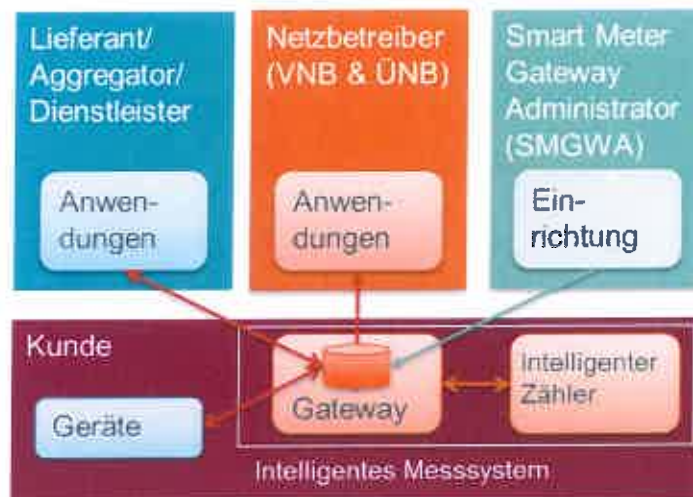 Lieferant/
Aggregator/
Dienstleister
Anwen-
dungen
Netzbetreiber
(VNB & ÜNB)
Anwen-
dungen
Smart Meter
Gateway
Administrator
(SMGWA)
Ein-
richtung
Kunde
Geräte
Gateway
Intelligenter
Zähler
Intelligentes Messsystem